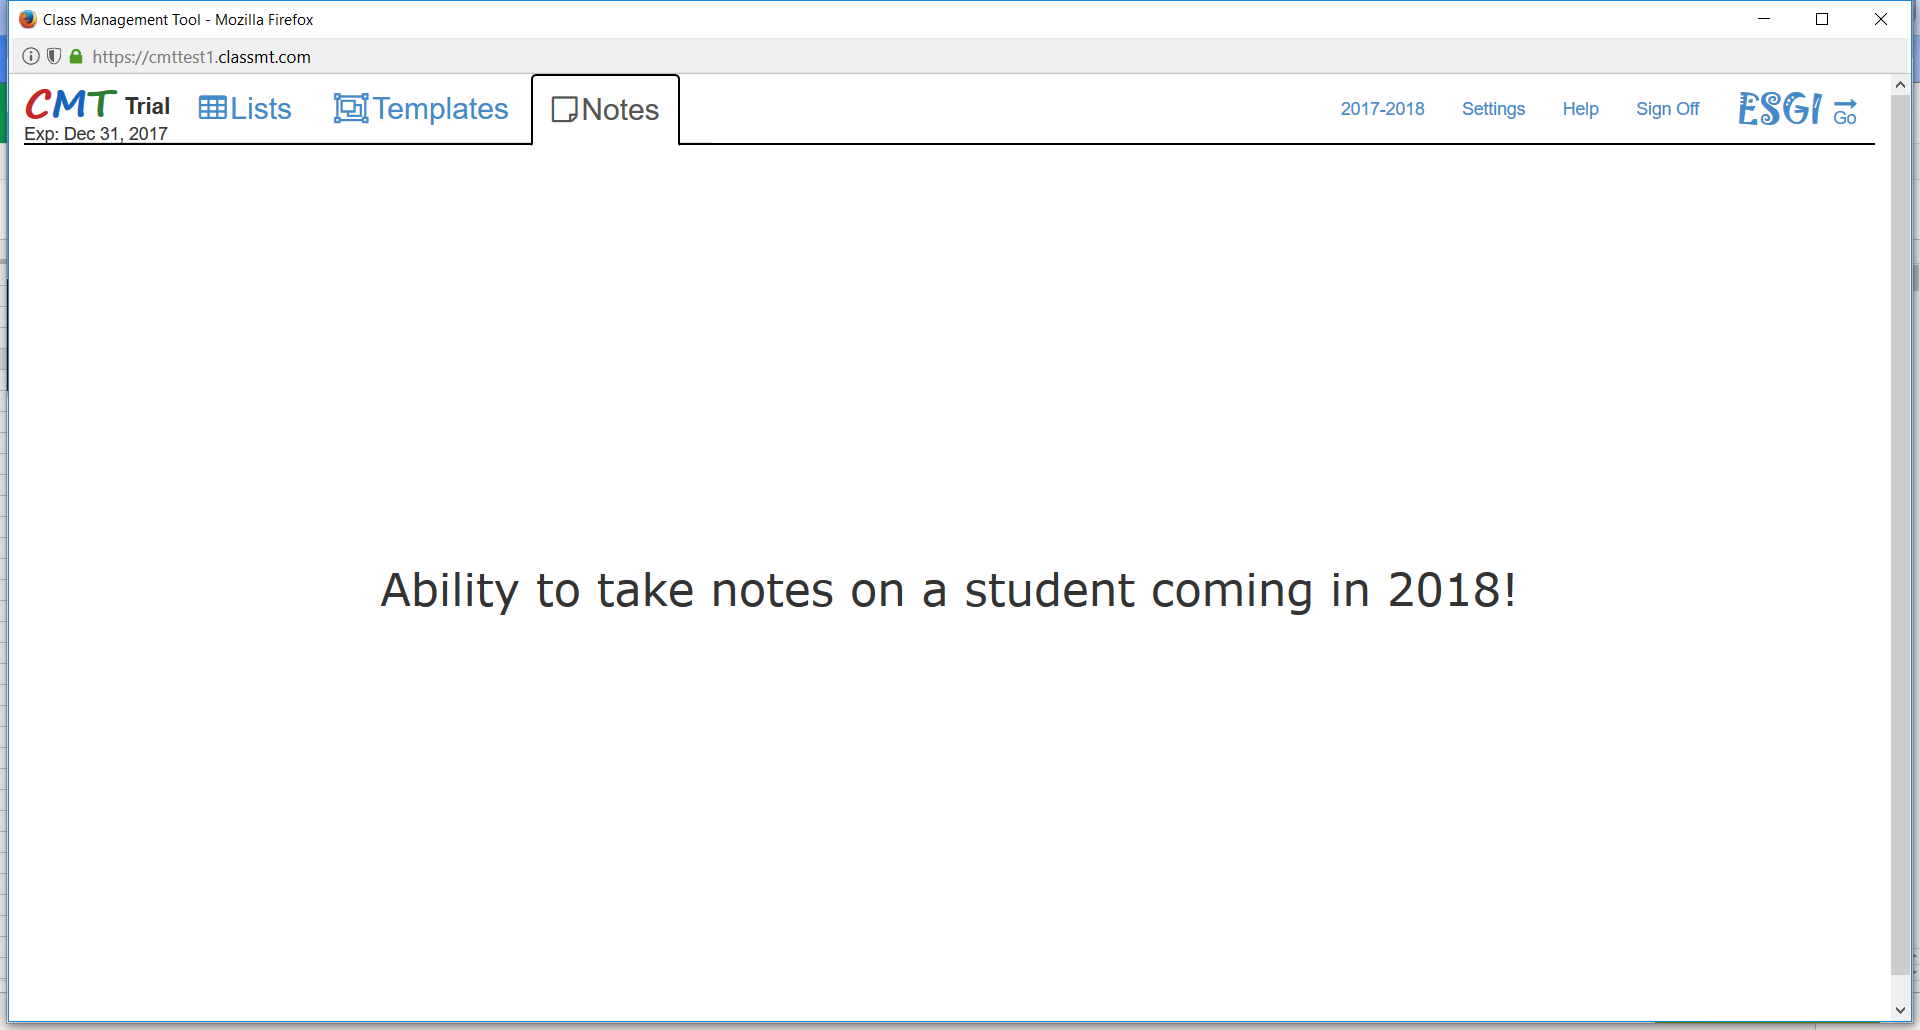 Class Management Tool - Mozilla Firefox
https://cmttest1.classmt.com
CMT Trial Lists Templates Notes 2017-2018 Settings Help Sign Off ESGI Go
Exp: Dec 31, 2017
Ability to take notes on a student coming in 2018!